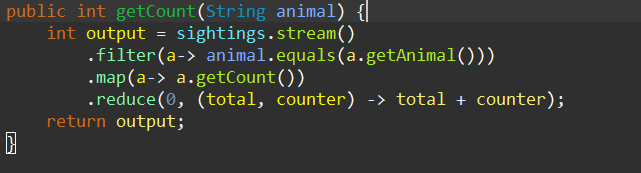 public int getCount(String animal) {
    int output = sightings.stream()
        .filter(a-> animal.equals(a.getAnimal()))
        .map(a-> a.getCount())
        .reduce(0, (total, counter) -> total + counter);
    return output;
}